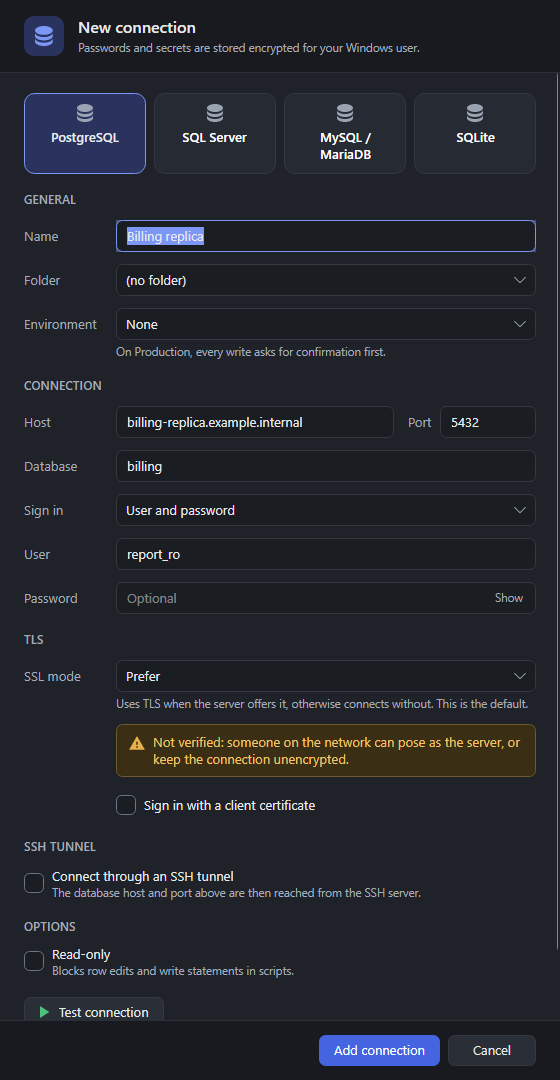 New connection
Passwords and secrets are stored encrypted for your Windows user.
PostgreSQL
SQL Server
MySQL /
MariaDB
SQLite
GENERAL
Name Billing replica
Folder (no folder)
Environment None
On Production, every write asks for confirmation first.
CONNECTION
Host billing-replica.example.internal Port 5432
Database billing
Sign in User and password
User report_ro
Password Optional Show
TLS
SSL mode Prefer
Uses TLS when the server offers it, otherwise connects without. This is the default.
Not verified: someone on the network can pose as the server, or
keep the connection unencrypted.
Sign in with a client certificate
SSH TUNNEL
Connect through an SSH tunnel
The database host and port above are then reached from the SSH server.
OPTIONS
Read-only
Blocks row edits and write statements in scripts.
Test connection
Add connection Cancel